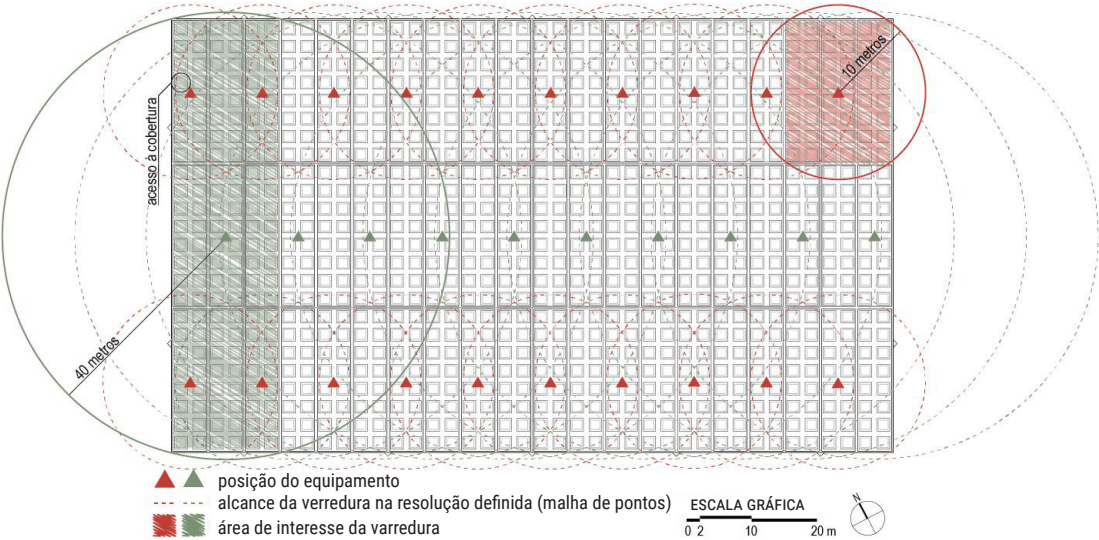 10 metros
acesso à cobertura
40 metros
posição do equipamento
alcance da verredura na resolução definida (malha de pontos)
área de interesse da varredura
ESCALA GRÁFICA
0 2 10 20 m
N